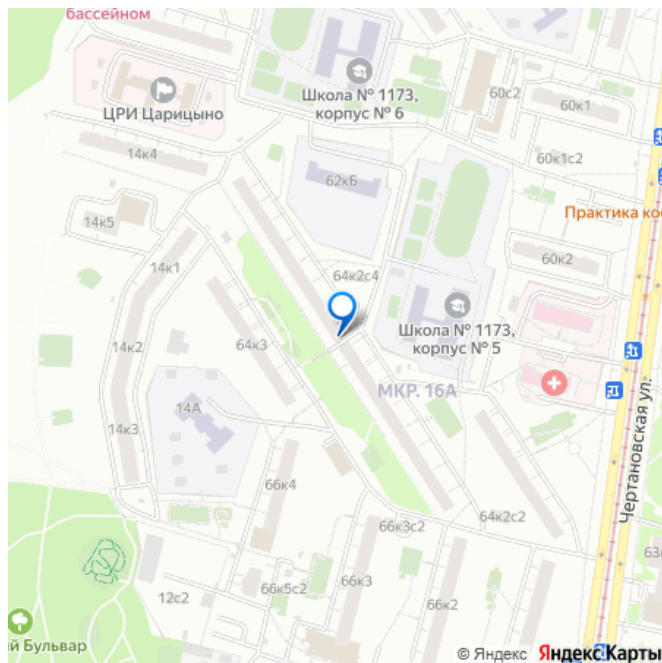 бассейном
ЦРИ Царицыно
Школа № 1173,
корпус № 6
60с2
60к1
60к1с2
14к4
62кБ
Практика кос
14к5
14к1
64к2с4
60к2
14к2
64к3
Школа № 1173,
корпус № 5
МКР. 16А
14А
14к3
Чертановская ул.
66к4
64к2с2
66к3с2
12с2
66к5с2
66к3
66к2
63
й Бульвар
© Яндекс Яндекс Карты